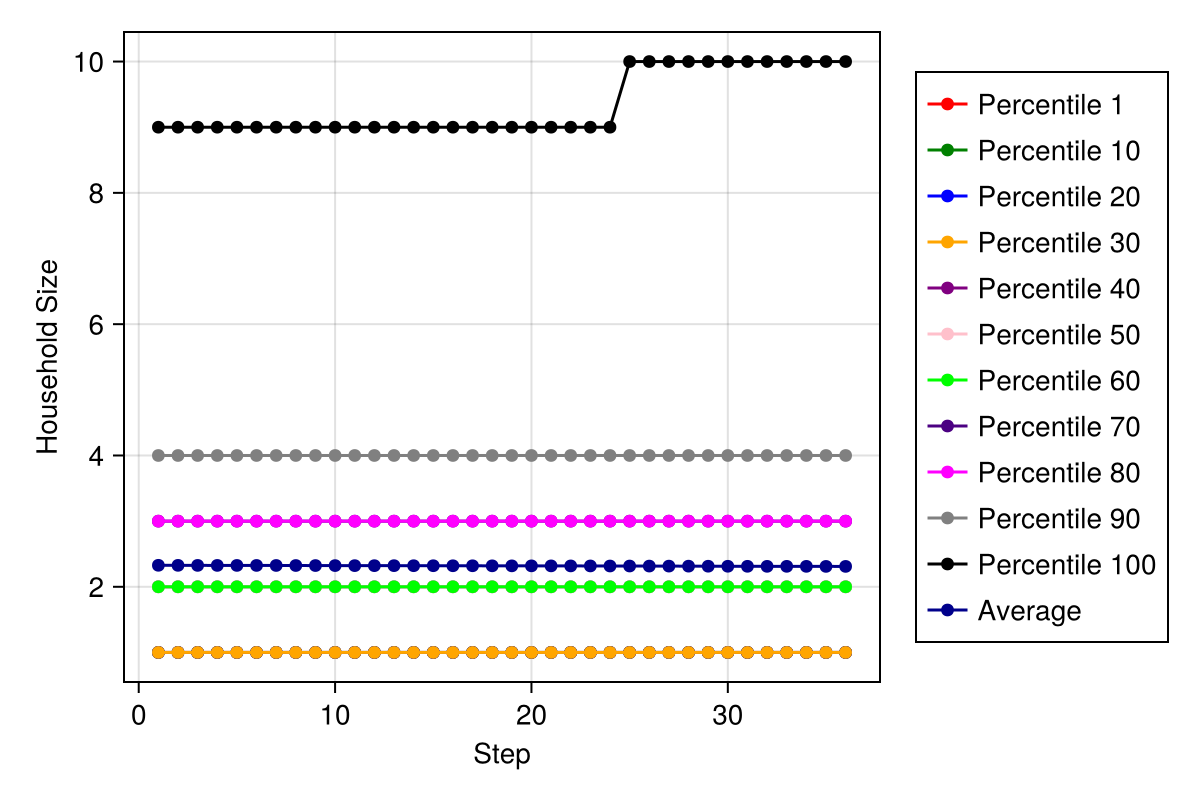 10
8
6
4
2
Household Size
0
10
20
30
Step
Percentile 1
Percentile 10
Percentile 20
Percentile 30
Percentile 40
Percentile 50
Percentile 60
Percentile 70
Percentile 80
Percentile 90
Percentile 100
Average